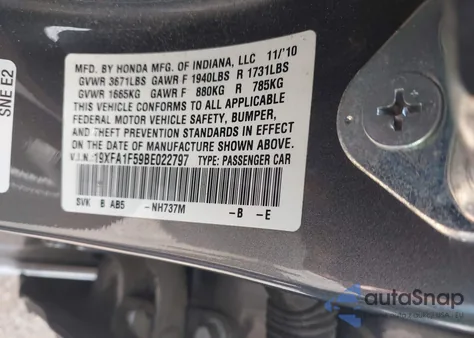 SNE E2
MFD. BY HONDA MFG. OF INDIANA, LLC 11/'10
GVWR 3671LBS GAWR F 1940LBS R 1731LBS
GVWR 1665KG GAWR F 880KG R 785KG
THIS VEHICLE CONFORMS TO ALL APPLICABLE
FEDERAL MOTOR VEHICLE SAFETY, BUMPER,
AND THEFT PREVENTION STANDARDS IN EFFECT
ON THE DATE OF MANUFACTURE SHOWN ABOVE.
V.I.N.:19XFA1F59BE022797 TYPE: PASSENGER CAR
SVK B AB5 -NH737M -B -E
autoSnap